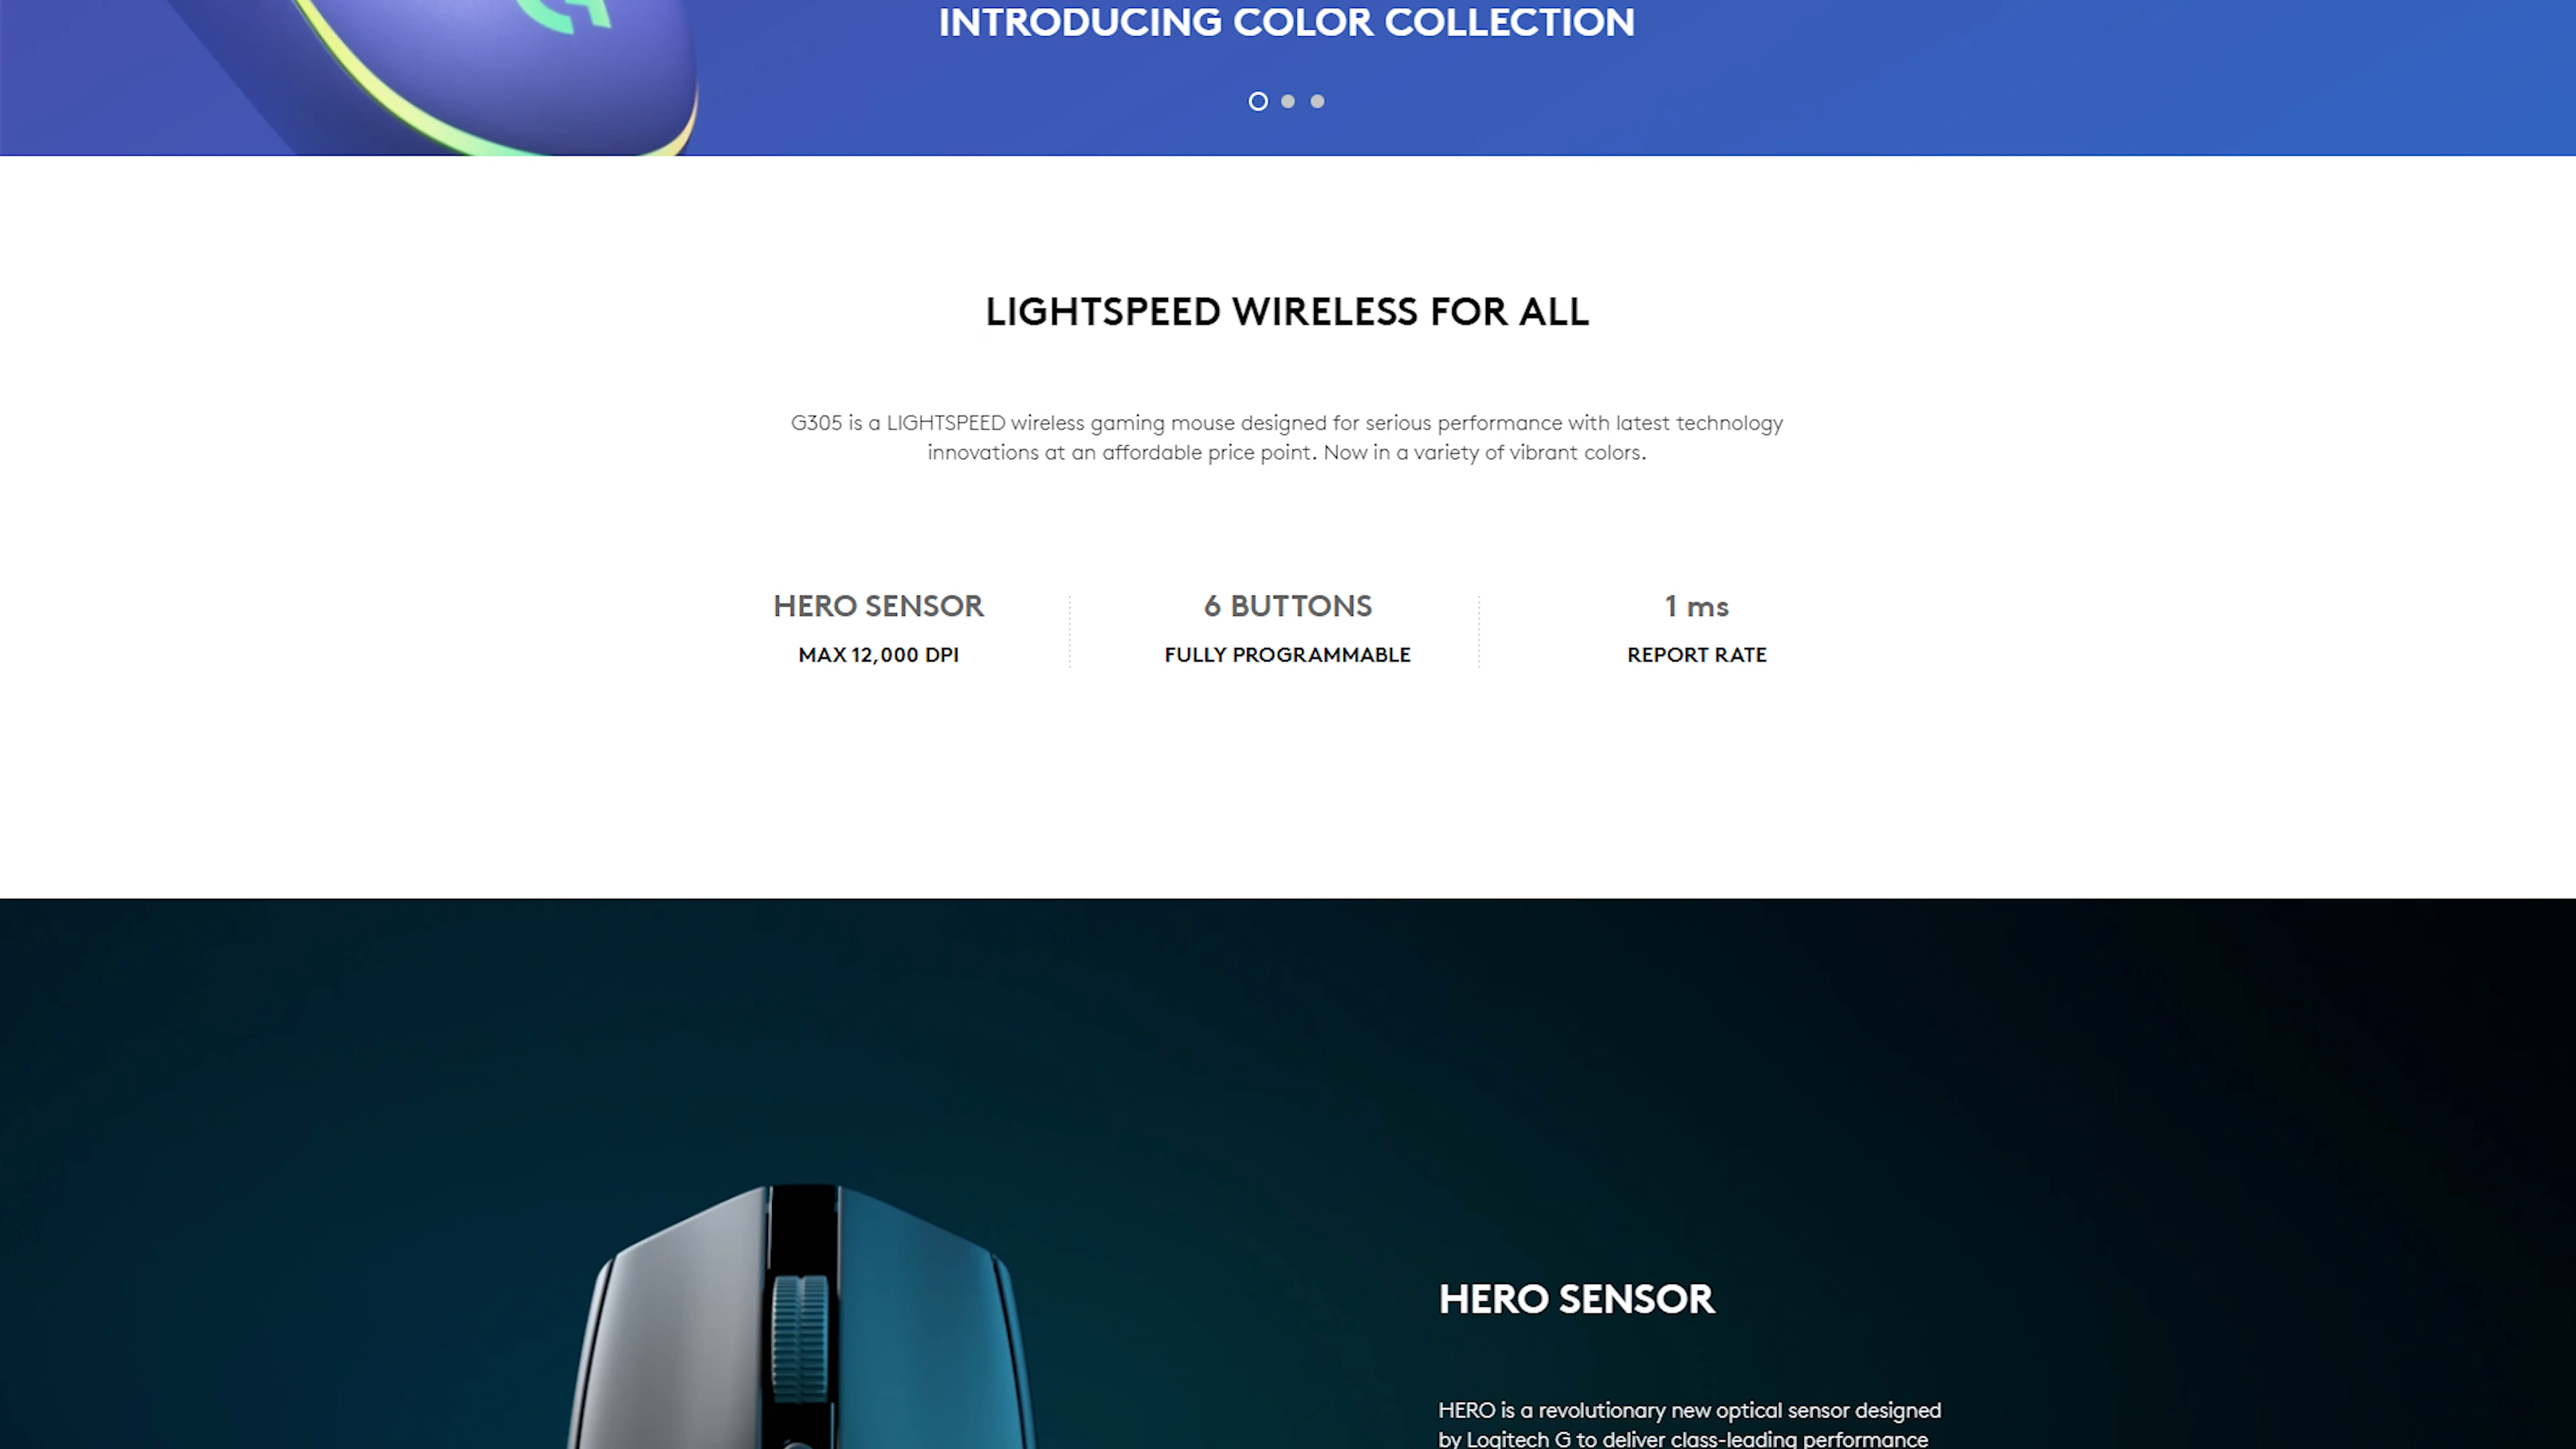 INTRODUCING COLOR COLLECTION
LIGHTSPEED WIRELESS FOR ALL
G305 is a LIGHTSPEED wireless gaming mouse designed for serious performance with latest technology
innovations at an affordable price point. Now in a variety of vibrant colors.
HERO SENSOR
MAX 12,000 DPI
6 BUTTONS
FULLY PROGRAMMABLE
1 ms
REPORT RATE
HERO SENSOR
HERO is a revolutionary new optical sensor designed
by Logitech G to deliver class-leading performance